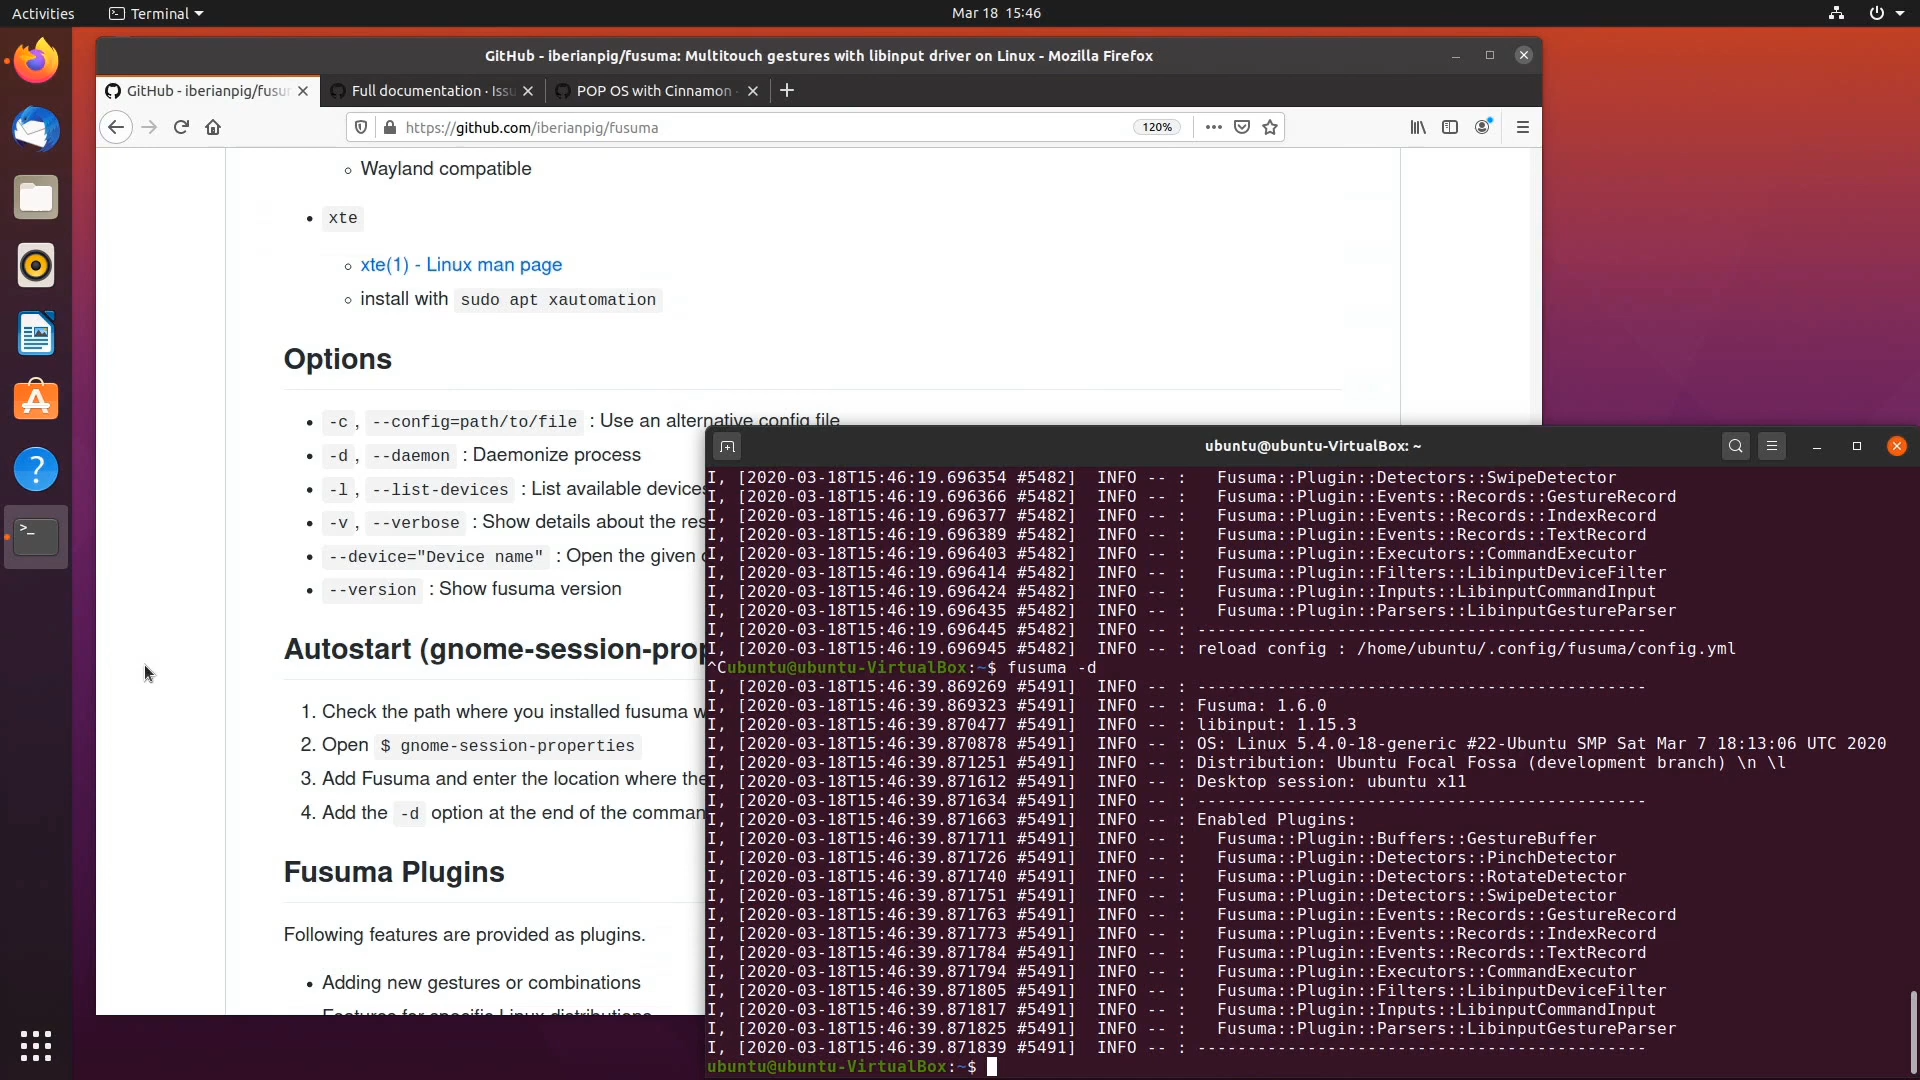 Activities
Terminal
Mar 18 15:46
GitHub - iberianpig/fusuma: Multitouch gestures with libinput driver on Linux - Mozilla Firefox
GitHub - iberianpig/fusu
Full documentation · Issu
POP OS with Cinnamon
https://github.com/iberianpig/fusuma
120%
Wayland compatible
xte
xte(1) - Linux man page
install with sudo apt xautomation
Options
-c, --config=path/to/file : Use an alternative config file
-d, --daemon : Daemonize process
-l, --list-devices : List available devices
-v, --verbose : Show details about the res
--device="Device name" : Open the given
--version : Show fusuma version
Autostart (gnome-session-prop
1. Check the path where you installed fusuma w
2. Open $ gnome-session-properties
3. Add Fusuma and enter the location where the
4. Add the -d option at the end of the comman
Fusuma Plugins
Following features are provided as plugins.
Adding new gestures or combinations
Features for specific Linux distributions
ubuntu@ubuntu-VirtualBox: ~
I, [2020-03-18T15:46:19.696354 #5482]  INFO -- :   Fusuma::Plugin::Detectors::SwipeDetector
I, [2020-03-18T15:46:19.696366 #5482]  INFO -- :   Fusuma::Plugin::Events::Records::GestureRecord
I, [2020-03-18T15:46:19.696377 #5482]  INFO -- :   Fusuma::Plugin::Events::Records::IndexRecord
I, [2020-03-18T15:46:19.696389 #5482]  INFO -- :   Fusuma::Plugin::Events::Records::TextRecord
I, [2020-03-18T15:46:19.696403 #5482]  INFO -- :   Fusuma::Plugin::Executors::CommandExecutor
I, [2020-03-18T15:46:19.696414 #5482]  INFO -- :   Fusuma::Plugin::Filters::LibinputDeviceFilter
I, [2020-03-18T15:46:19.696424 #5482]  INFO -- :   Fusuma::Plugin::Inputs::LibinputCommandInput
I, [2020-03-18T15:46:19.696435 #5482]  INFO -- :   Fusuma::Plugin::Parsers::LibinputGestureParser
I, [2020-03-18T15:46:19.696445 #5482]  INFO -- : ---------------------------------------------
I, [2020-03-18T15:46:19.696945 #5482]  INFO -- : reload config : /home/ubuntu/.config/fusuma/config.yml
^Cubuntu@ubuntu-VirtualBox:~$ fusuma -d
I, [2020-03-18T15:46:39.869269 #5491]  INFO -- : ---------------------------------------------
I, [2020-03-18T15:46:39.869323 #5491]  INFO -- : Fusuma: 1.6.0
I, [2020-03-18T15:46:39.870477 #5491]  INFO -- : libinput: 1.15.3
I, [2020-03-18T15:46:39.870878 #5491]  INFO -- : OS: Linux 5.4.0-18-generic #22-Ubuntu SMP Sat Mar 7 18:13:06 UTC 2020
I, [2020-03-18T15:46:39.871251 #5491]  INFO -- : Distribution: Ubuntu Focal Fossa (development branch) \n \l
I, [2020-03-18T15:46:39.871612 #5491]  INFO -- : Desktop session: ubuntu x11
I, [2020-03-18T15:46:39.871634 #5491]  INFO -- : ---------------------------------------------
I, [2020-03-18T15:46:39.871663 #5491]  INFO -- : Enabled Plugins:
I, [2020-03-18T15:46:39.871711 #5491]  INFO -- :   Fusuma::Plugin::Buffers::GestureBuffer
I, [2020-03-18T15:46:39.871726 #5491]  INFO -- :   Fusuma::Plugin::Detectors::PinchDetector
I, [2020-03-18T15:46:39.871740 #5491]  INFO -- :   Fusuma::Plugin::Detectors::RotateDetector
I, [2020-03-18T15:46:39.871751 #5491]  INFO -- :   Fusuma::Plugin::Detectors::SwipeDetector
I, [2020-03-18T15:46:39.871763 #5491]  INFO -- :   Fusuma::Plugin::Events::Records::GestureRecord
I, [2020-03-18T15:46:39.871773 #5491]  INFO -- :   Fusuma::Plugin::Events::Records::IndexRecord
I, [2020-03-18T15:46:39.871784 #5491]  INFO -- :   Fusuma::Plugin::Events::Records::TextRecord
I, [2020-03-18T15:46:39.871794 #5491]  INFO -- :   Fusuma::Plugin::Executors::CommandExecutor
I, [2020-03-18T15:46:39.871805 #5491]  INFO -- :   Fusuma::Plugin::Filters::LibinputDeviceFilter
I, [2020-03-18T15:46:39.871817 #5491]  INFO -- :   Fusuma::Plugin::Inputs::LibinputCommandInput
I, [2020-03-18T15:46:39.871825 #5491]  INFO -- :   Fusuma::Plugin::Parsers::LibinputGestureParser
I, [2020-03-18T15:46:39.871839 #5491]  INFO -- : ---------------------------------------------
ubuntu@ubuntu-VirtualBox:~$